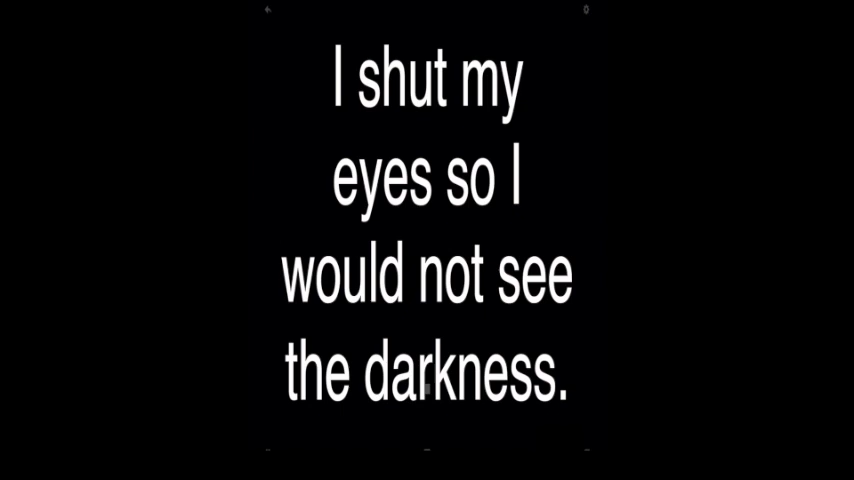 I shut my
eyes so I
would not see
the darkness.